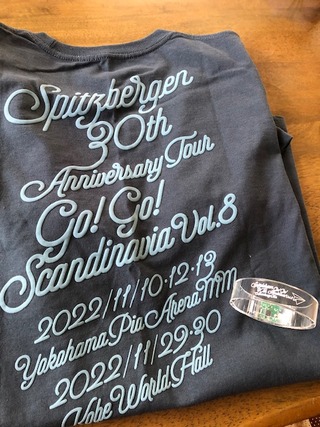 Spitzbergen
30th
Anniversary Tour
Go! Go!
Scandinavia Vol.8
2022/11/10•12•13
Yokohama.Pia Arena MM
2022/11/29•30
Kobe World Hall